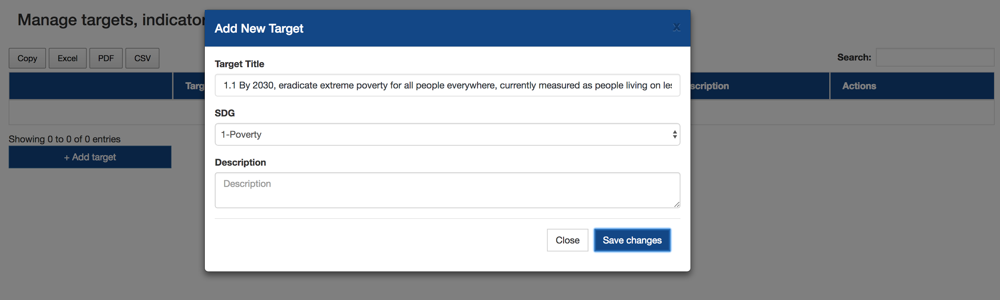 Manage targets, indicator
Add New Target
X
Copy
Excel
PDF
CSV
Search:
Target Title
1.1 By 2030, eradicate extreme poverty for all people everywhere, currently measured as people living on les
Targ
scription
Actions
SDG
1-Poverty
Showing 0 to 0 of 0 entries
+ Add target
Description
Description
Close
Save changes